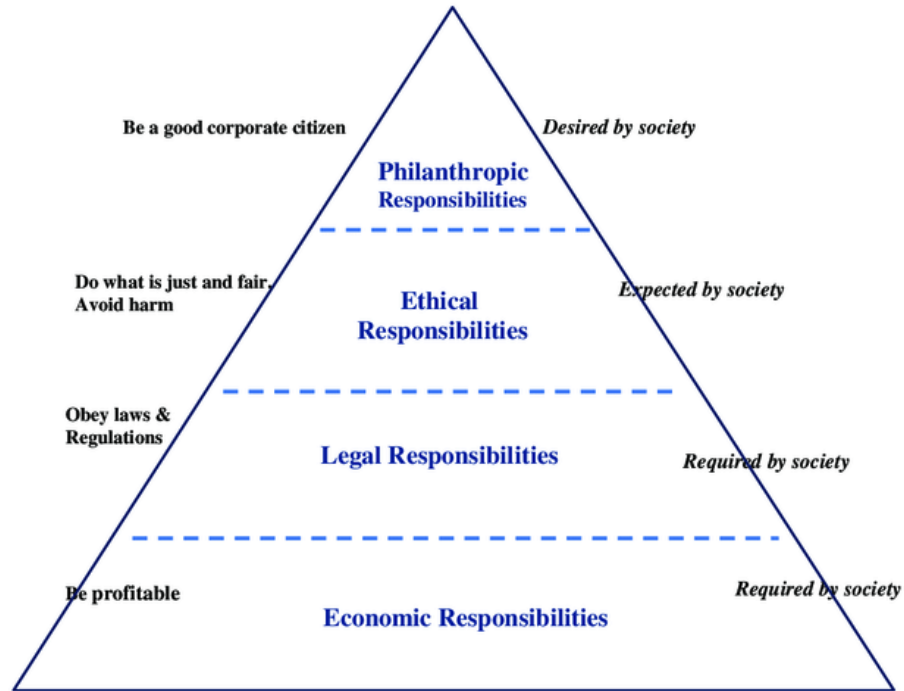 Be a good corporate citizen
Desired by society
Philanthropic
Responsibilities
Do what is just and fair,
Avoid harm
Expected by society
Ethical
Responsibilities
Obey laws &
Regulations
Legal Responsibilities
Required by society
Be profitable
Required by society
Economic Responsibilities